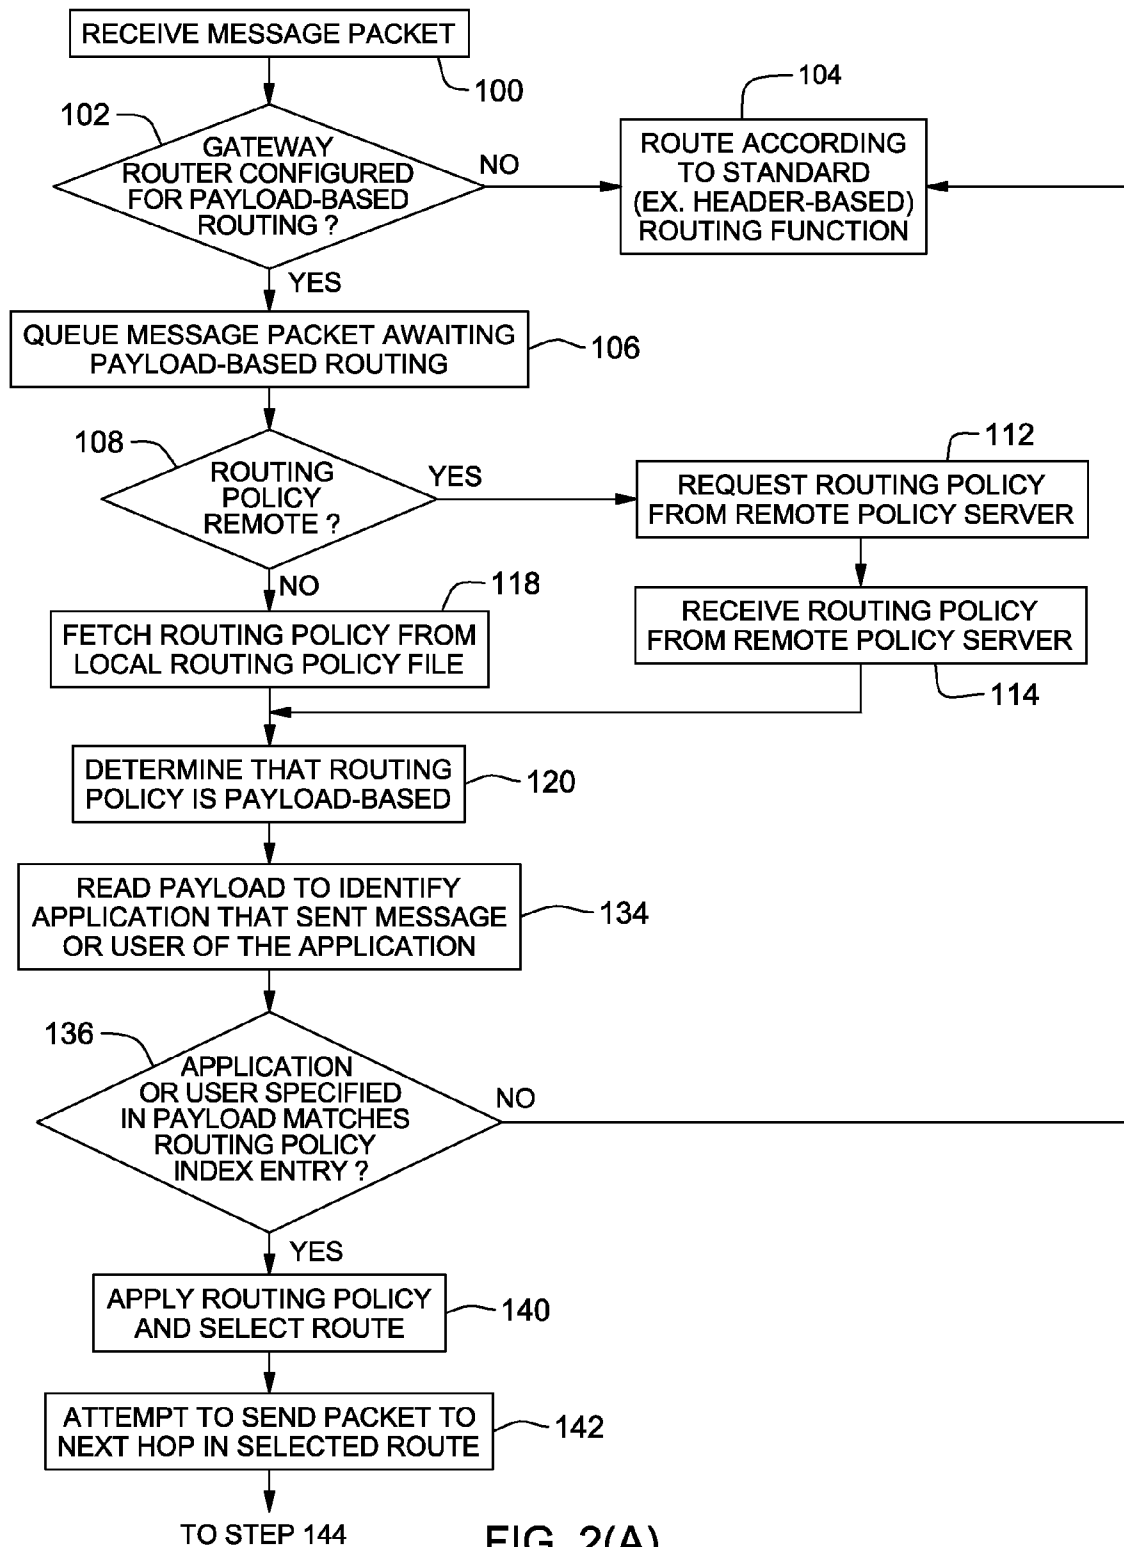 RECEIVE MESSAGE PACKET
100
102
GATEWAY
ROUTER CONFIGURED
FOR PAYLOAD-BASED
ROUTING ?
NO
YES
104
ROUTE ACCORDING
TO STANDARD
(EX. HEADER-BASED)
ROUTING FUNCTION
QUEUE MESSAGE PACKET AWAITING
PAYLOAD-BASED ROUTING
106
108
ROUTING
POLICY
REMOTE ?
YES
NO
112
REQUEST ROUTING POLICY
FROM REMOTE POLICY SERVER
118
FETCH ROUTING POLICY FROM
LOCAL ROUTING POLICY FILE
RECEIVE ROUTING POLICY
FROM REMOTE POLICY SERVER
114
DETERMINE THAT ROUTING
POLICY IS PAYLOAD-BASED
120
READ PAYLOAD TO IDENTIFY
APPLICATION THAT SENT MESSAGE
OR USER OF THE APPLICATION
134
136
APPLICATION
OR USER SPECIFIED
IN PAYLOAD MATCHES
ROUTING POLICY
INDEX ENTRY ?
NO
YES
APPLY ROUTING POLICY
AND SELECT ROUTE
140
ATTEMPT TO SEND PACKET TO
NEXT HOP IN SELECTED ROUTE
142
TO STEP 144
FIG. 2(A)